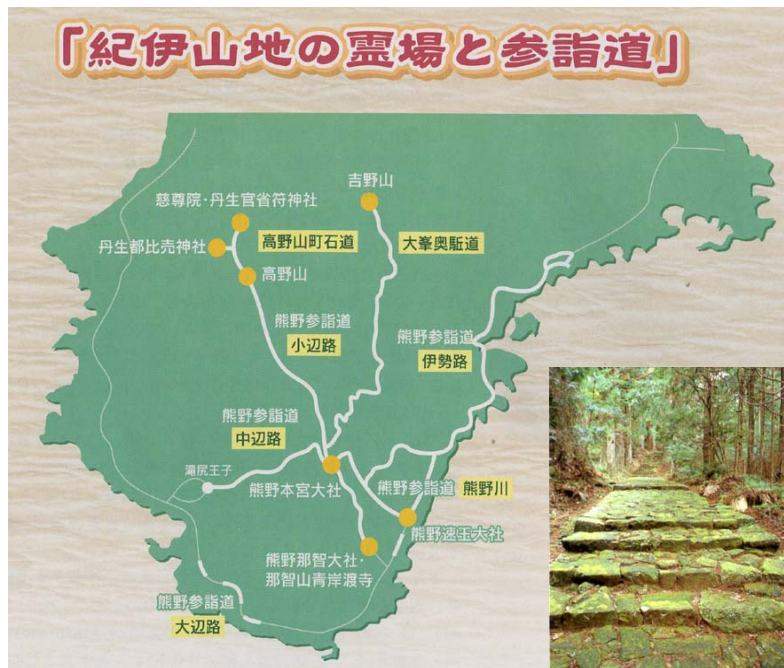 「紀伊山地の霊場と参詣道」
吉野山
慈尊院・丹生官省符神社
丹生都比売神社
高野山町石道
大峯奥駈道
高野山
熊野参詣道
小辺路
熊野参詣道
伊勢路
熊野参詣道
中辺路
滝尻王子
熊野本宮大社
熊野参詣道
熊野川
熊野速玉大社
熊野那智大社・
那智山青岸渡寺
熊野参詣道
大辺路